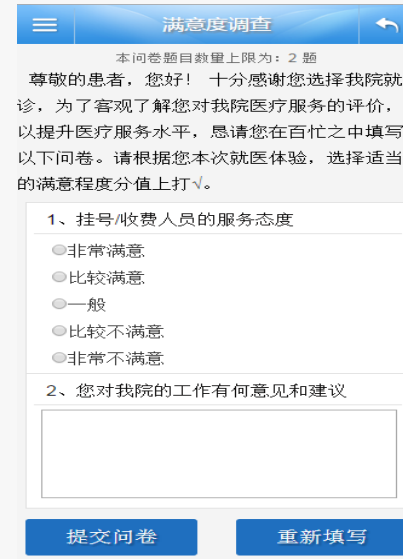 满意度调查
本问卷题目数量上限为：2 题
尊敬的患者，您好！ 十分感谢您选择我院就
诊，为了客观了解您对我院医疗服务的评价，
以提升医疗服务水平，恳请您在百忙之中填写
以下问卷。请根据您本次就医体验，选择适当
的满意程度分值上打√。
1、挂号/收费人员的服务态度
非常满意
比较满意
一般
比较不满意
非常不满意
2、您对我院的工作有何意见和建议
提交问卷
重新填写